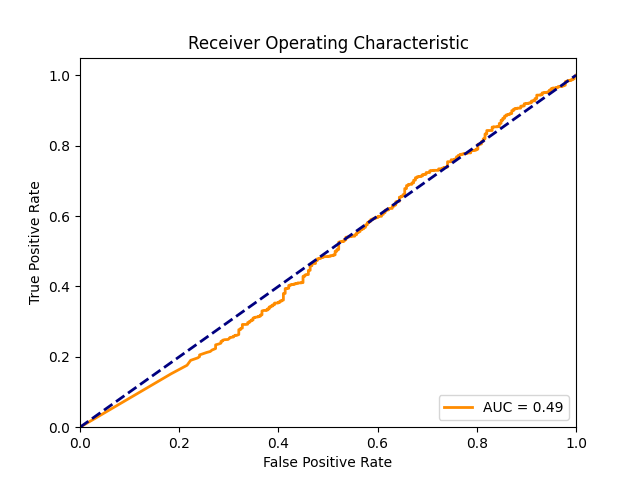 Receiver Operating Characteristic
1.0
0.8
0.6
0.4
0.2
0.0
True Positive Rate
AUC = 0.49
0.0 0.2 0.4 0.6 0.8 1.0
False Positive Rate